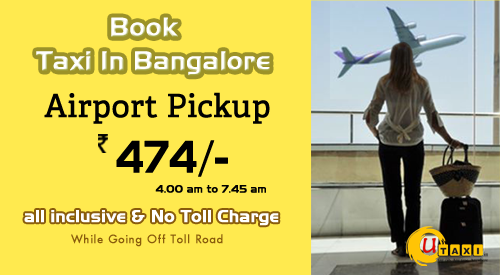 Book
Taxi In Bangalore
Airport Pickup
₹ 474/-
4.00 am to 7.45 am
all inclusive & No Toll Charge
While Going Off Toll Road
U
TAXI